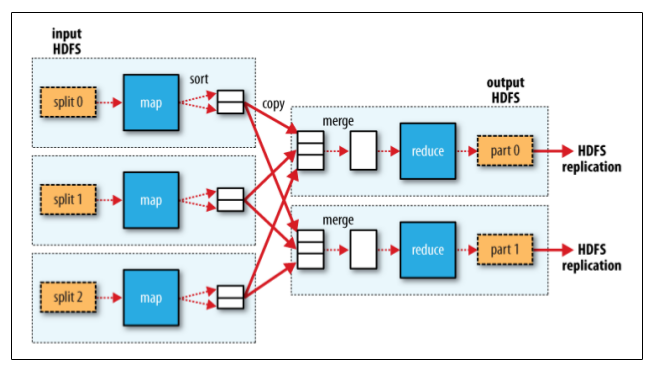 input
HDFS
split 0
map
sort
copy
split 1
map
split 2
map
output
HDFS
merge
reduce
part 0
HDFS
replication
merge
reduce
part 1
HDFS
replication